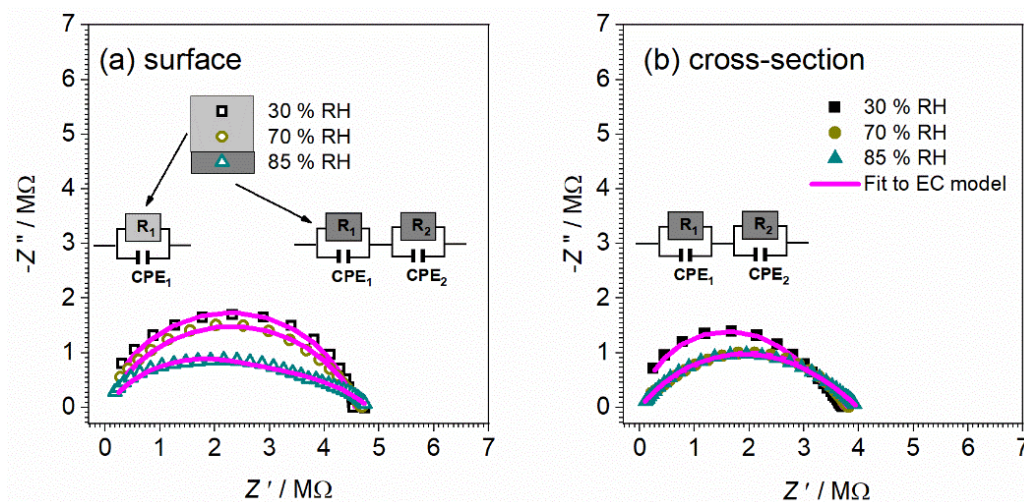 (a) surface
30 % RH
70 % RH
85 % RH
R1
CPE1
R1
R2
CPE1
CPE2
-Z " / MΩ
7
6
5
4
3
2
1
0
0 1 2 3 4 5 6 7
Z ' / MΩ
(b) cross-section
30 % RH
70 % RH
85 % RH
Fit to EC model
R1
R2
CPE1
CPE2
-Z " / MΩ
7
6
5
4
3
2
1
0
0 1 2 3 4 5 6 7
Z ' / MΩ